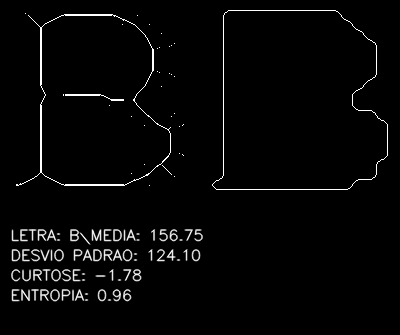 B B
LETRA: B\MEDIA: 156.75
DESVIO PADRAO: 124.10
CURTOSE: -1.78
ENTROPIA: 0.96